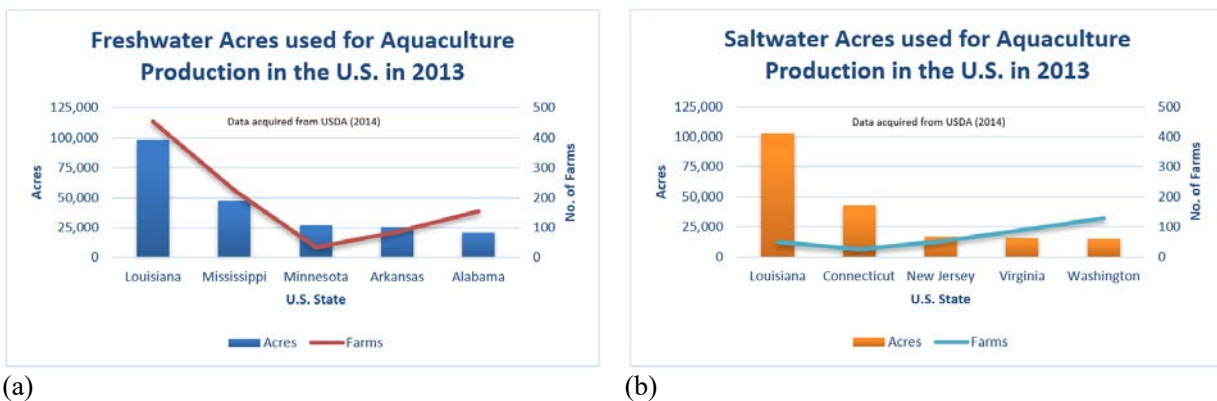 Freshwater Acres used for Aquaculture
Production in the U.S. in 2013
Data acquired from USDA (2014)
125,000
100,000
75,000
50,000
25,000
0
Acres
500
400
300
200
100
0
No. of Farms
Louisiana Mississippi Minnesota Arkansas Alabama
U.S. State
Acres Farms
(a)
Saltwater Acres used for Aquaculture
Production in the U.S. in 2013
Data acquired from USDA (2014)
125,000
100,000
75,000
50,000
25,000
0
Acres
500
400
300
200
100
0
No. of Farms
Louisiana Connecticut New Jersey Virginia Washington
U.S. State
Acres Farms
(b)